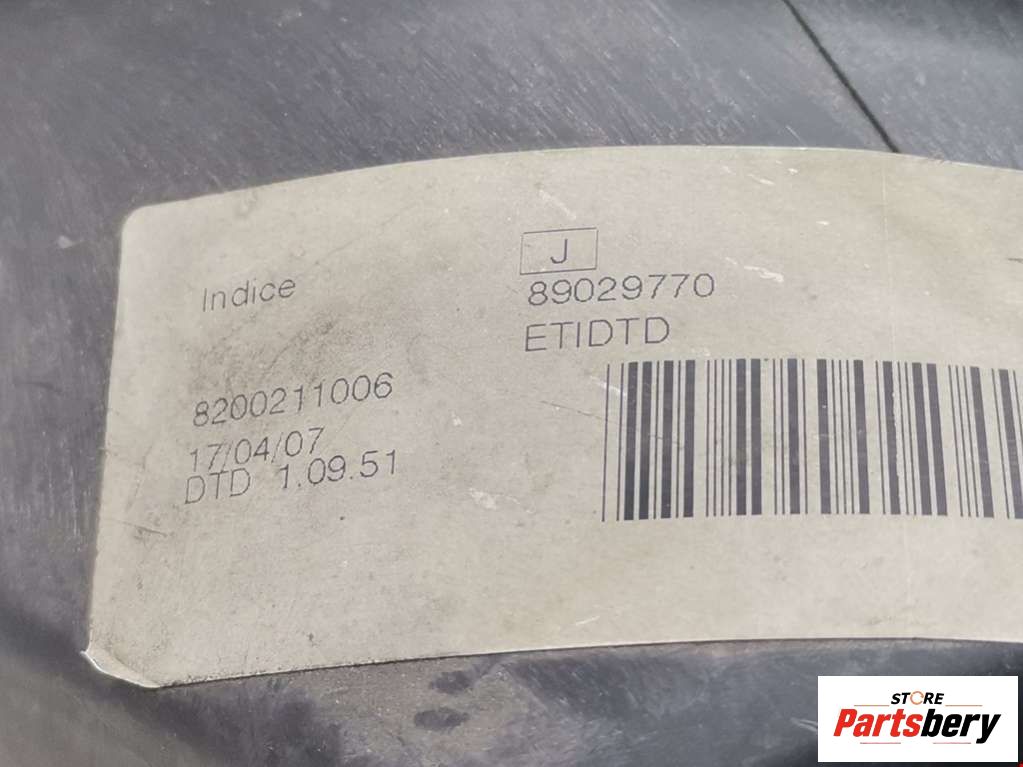 J
Indice
89029770
ETIDTD
8200211006
17/04/07
DTD 1.09.51
STORE
Partsbery